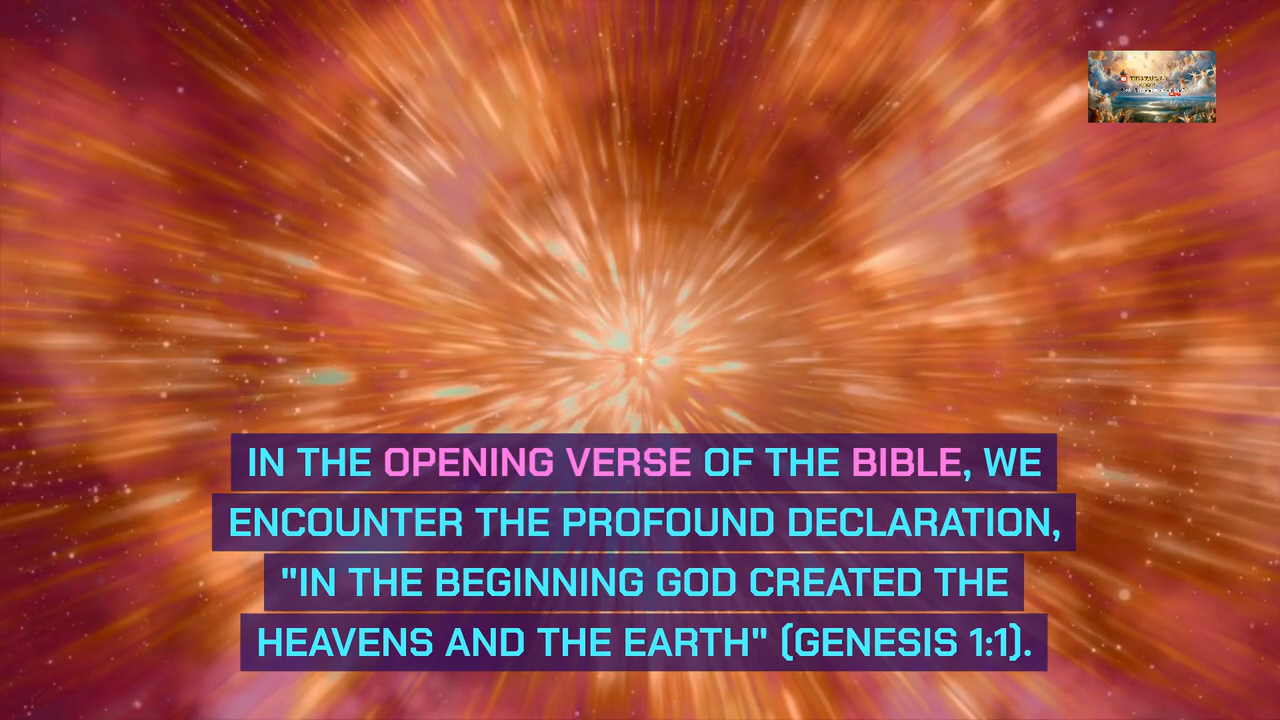 IN THE OPENING VERSE OF THE BIBLE, WE
ENCOUNTER THE PROFOUND DECLARATION,
"IN THE BEGINNING GOD CREATED THE
HEAVENS AND THE EARTH" (GENESIS 1:1).